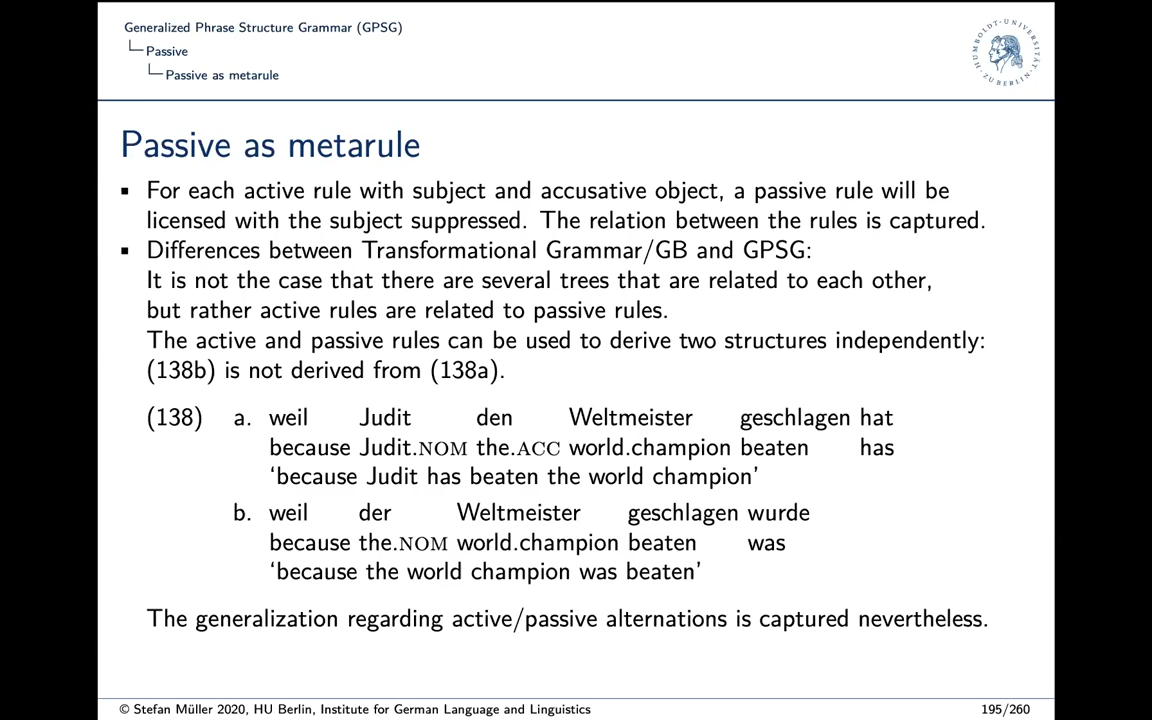 Generalized Phrase Structure Grammar (GPSG)
Passive
Passive as metarule
HUMBOLDT-UNIVERSITÄT ZU BERLIN
Passive as metarule
▪ For each active rule with subject and accusative object, a passive rule will be
licensed with the subject suppressed. The relation between the rules is captured.
▪ Differences between Transformational Grammar/GB and GPSG:
It is not the case that there are several trees that are related to each other,
but rather active rules are related to passive rules.
The active and passive rules can be used to derive two structures independently:
(138b) is not derived from (138a).
(138) a. weil Judit den Weltmeister geschlagen hat
because Judit.NOM the.ACC world.champion beaten has
‘because Judit has beaten the world champion’
b. weil der Weltmeister geschlagen wurde
because the.NOM world.champion beaten was
‘because the world champion was beaten’
The generalization regarding active/passive alternations is captured nevertheless.
© Stefan Müller 2020, HU Berlin, Institute for German Language and Linguistics 195/260